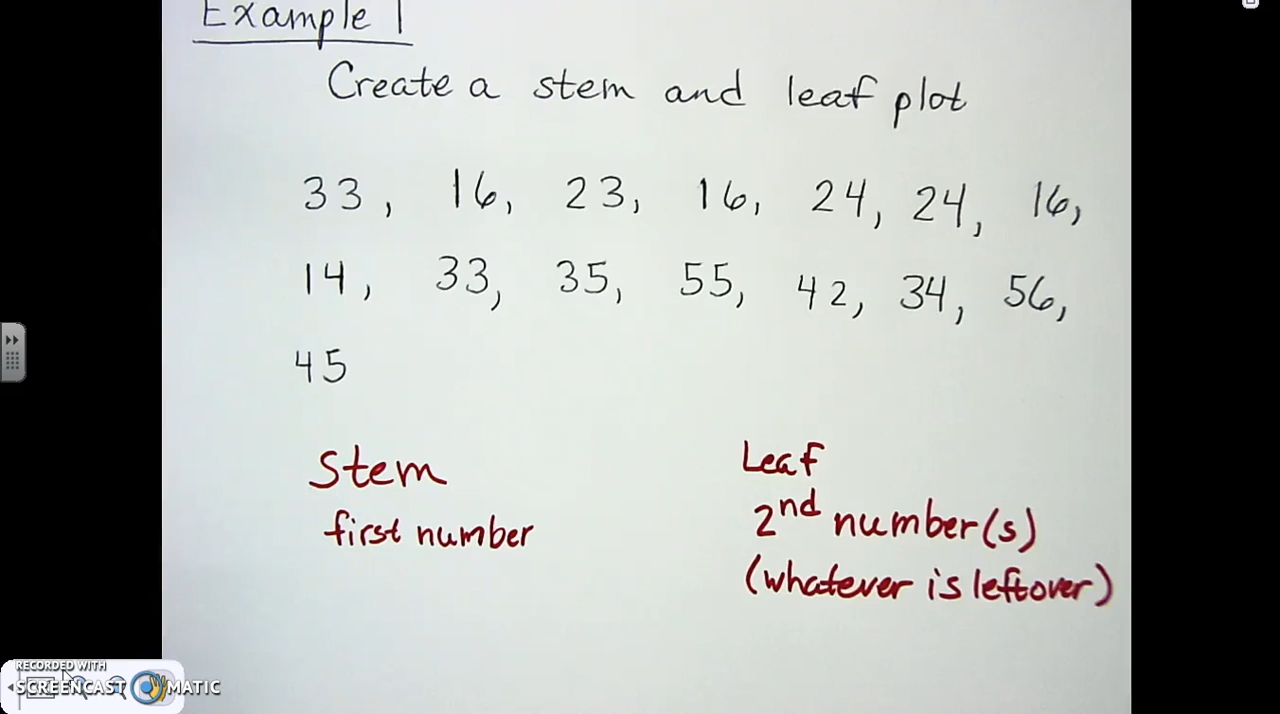 Example 1
Create a stem and leaf plot
33, 16, 23, 16, 24, 24, 16,
14, 33, 35, 55, 42, 34, 56,
45
Stem
first number
Leaf
2nd number(s)
(whatever is leftover)
RECORDED WITH
SCREENCAST MATIC